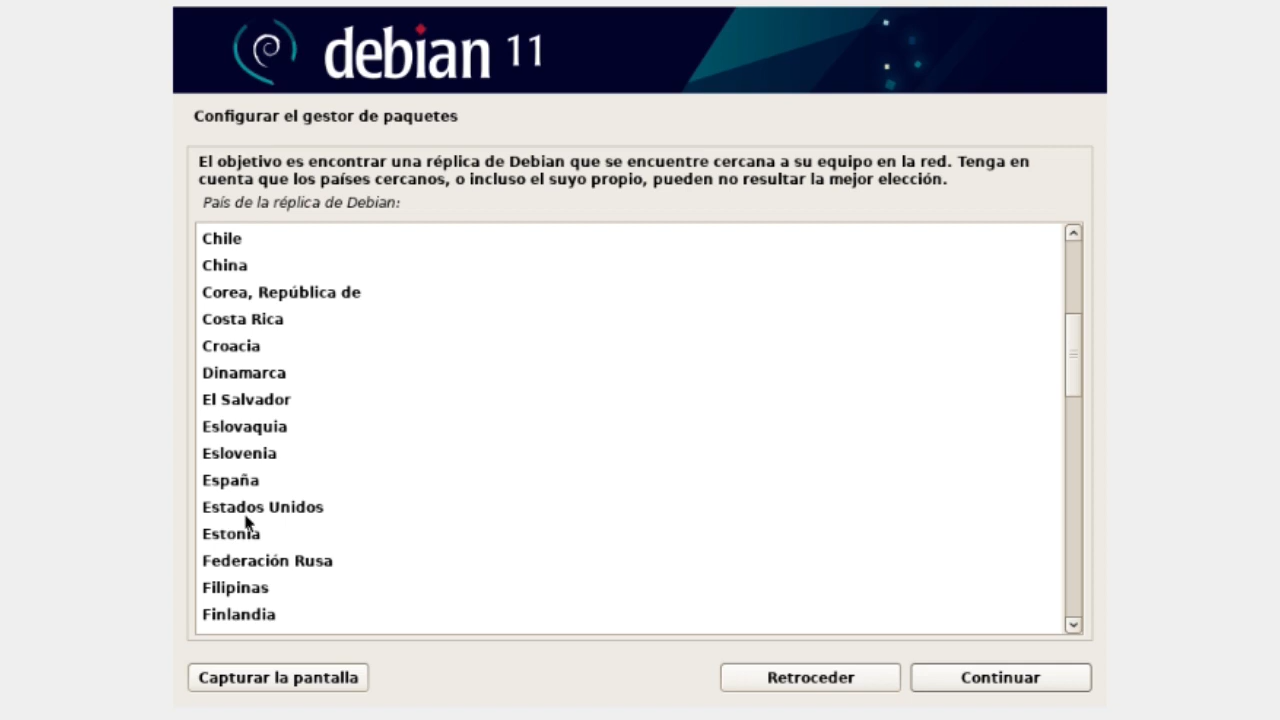 debian 11
Configurar el gestor de paquetes
El objetivo es encontrar una réplica de Debian que se encuentre cercana a su equipo en la red. Tenga en
cuenta que los países cercanos, o incluso el suyo propio, pueden no resultar la mejor elección.
País de la réplica de Debian:
Chile
China
Corea, República de
Costa Rica
Croacia
Dinamarca
El Salvador
Eslovaquia
Eslovenia
España
Estados Unidos
Estonia
Federación Rusa
Filipinas
Finlandia
Capturar la pantalla
Retroceder
Continuar